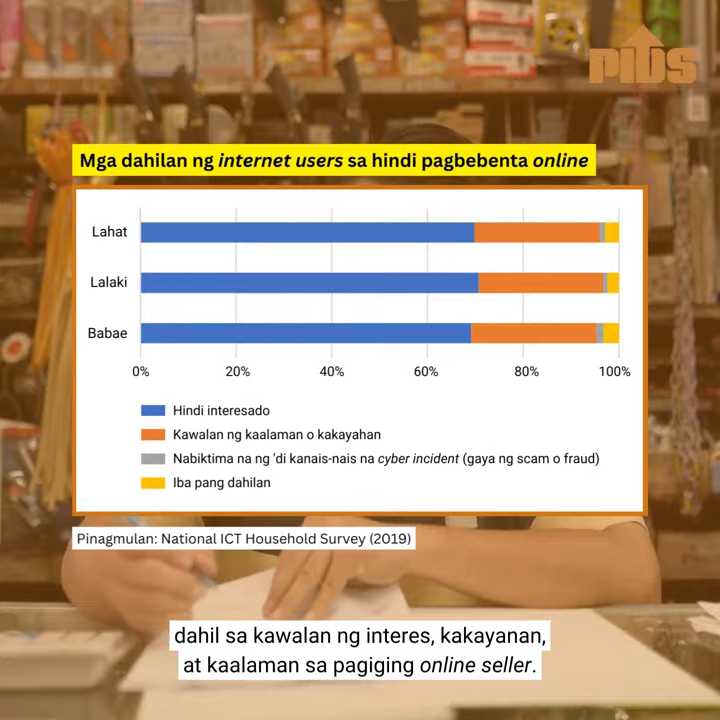 PIDS
Mga dahilan ng internet users sa hindi pagbebenta online
Lahat
Lalaki
Babae
0% 20% 40% 60% 80% 100%
Hindi interesado
Kawalan ng kaalaman o kakayahan
Nabiktima na ng 'di kanais-nais na cyber incident (gaya ng scam o fraud)
Iba pang dahilan
Pinagmulan: National ICT Household Survey (2019)
dahil sa kawalan ng interes, kakayanan,
at kaalaman sa pagiging online seller.